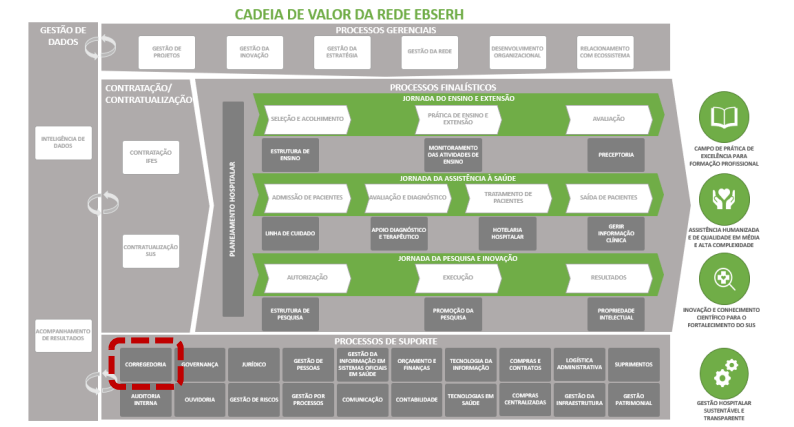 CADEIA DE VALOR DA REDE EBSERH
GESTÃO DE
DADOS
INTELIGÊNCIA DE
DADOS
ACOMPANHAMENTO
DE RESULTADOS
PROCESSOS GERENCIAIS
GESTÃO DE
PROJETOS
GESTÃO DA
INOVAÇÃO
GESTÃO DA
ESTRATÉGIA
GESTÃO DA REDE
DESENVOLVIMENTO
ORGANIZACIONAL
RELACIONAMENTO
COM ECOSSISTEMA
CONTRATAÇÃO/
CONTRATUALIZAÇÃO
CONTRATAÇÃO
IFES
CONTRATUALIZAÇÃO
SUS
PROCESSOS FINALÍSTICOS
PLANEJAMENTO HOSPITALAR
JORNADA DO ENSINO E EXTENSÃO
SELEÇÃO E ACOLHIMENTO
PRÁTICA DE ENSINO E
EXTENSÃO
AVALIAÇÃO
ESTRUTURA DE
ENSINO
MONITORAMENTO
DAS ATIVIDADES DE
ENSINO
PRECEPTORIA
JORNADA DA ASSISTÊNCIA À SAÚDE
ADMISSÃO DE PACIENTES
AVALIAÇÃO E DIAGNÓSTICO
TRATAMENTO DE
PACIENTES
SAÍDA DE PACIENTES
LINHA DE CUIDADO
APOIO DIAGNÓSTICO
E TERAPÊUTICO
HOTELARIA
HOSPITALAR
GERIR
INFORMAÇÃO
CLÍNICA
JORNADA DA PESQUISA E INOVAÇÃO
AUTORIZAÇÃO
EXECUÇÃO
RESULTADOS
ESTRUTURA DE
PESQUISA
PROMOÇÃO DA
PESQUISA
PROPRIEDADE
INTELECTUAL
PROCESSOS DE SUPORTE
CORREGEDORIA
GOVERNANÇA
JURÍDICO
GESTÃO DE
PESSOAS
GESTÃO DA
INFORMAÇÃO EM
SISTEMAS OFICIAIS
EM SAÚDE
ORÇAMENTO E
FINANÇAS
TECNOLOGIA DA
INFORMAÇÃO
COMPRAS E
CONTRATOS
LOGÍSTICA
ADMINISTRATIVA
SUPRIMENTOS
AUDITORIA
INTERNA
OUVIDORIA
GESTÃO DE RISCOS
GESTÃO POR
PROCESSOS
COMUNICAÇÃO
CONTABILIDADE
TECNOLOGIAS EM
SAÚDE
COMPRAS
CENTRALIZADAS
GESTÃO DA
INFRAESTRUTURA
GESTÃO
PATRIMONIAL
CAMPO DE PRÁTICA DE
EXCELÊNCIA PARA
FORMAÇÃO PROFISSIONAL
ASSISTÊNCIA HUMANIZADA
E DE QUALIDADE EM MÉDIA
E ALTA COMPLEXIDADE
INOVAÇÃO E CONHECIMENTO
CIENTÍFICO PARA O
FORTALECIMENTO DO SUS
GESTÃO HOSPITALAR
SUSTENTÁVEL E
TRANSPARENTE